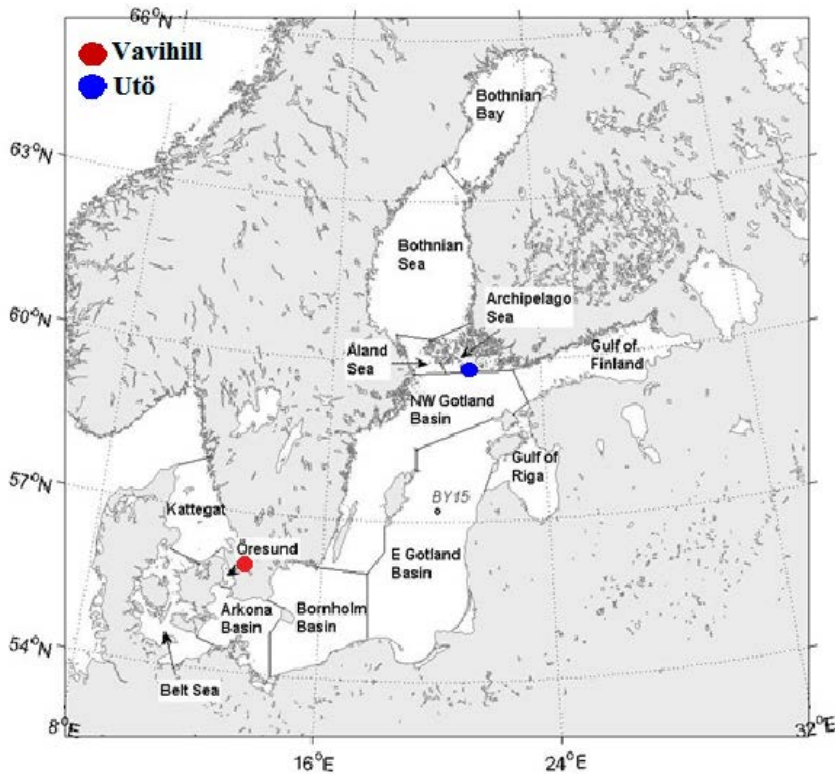 66°N
Vavihill
Utö
Bothnian
Bay
63°N
Bothnian
Sea
Archipelago
Sea
60°N
Åland
Sea
Gulf of
Finland
NW Gotland
Basin
Gulf of
Riga
57°N
BY15
Kattegat
Öresund
E Gotland
Basin
Arkona
Basin
Bornholm
Basin
54°N
Belt Sea
8°E
16°E
24°E
32°E